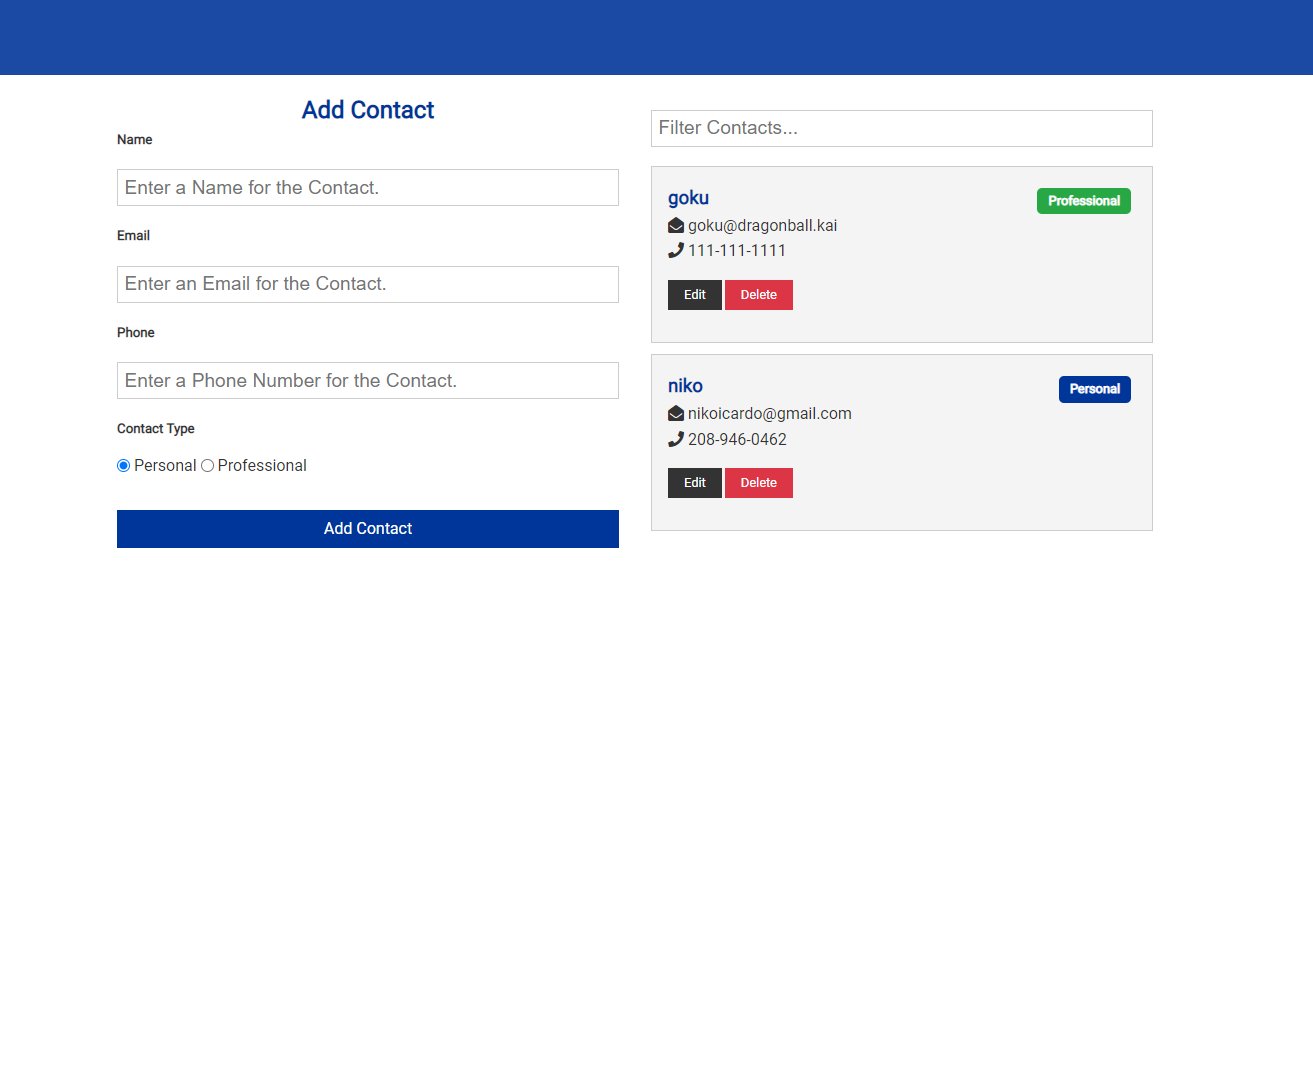 Add Contact
Name
Enter a Name for the Contact.
Email
Enter an Email for the Contact.
Phone
Enter a Phone Number for the Contact.
Contact Type
Personal Professional
Add Contact
Filter Contacts...
goku Professional
goku@dragonball.kai
111-111-1111
Edit Delete
niko Personal
nikoicardo@gmail.com
208-946-0462
Edit Delete